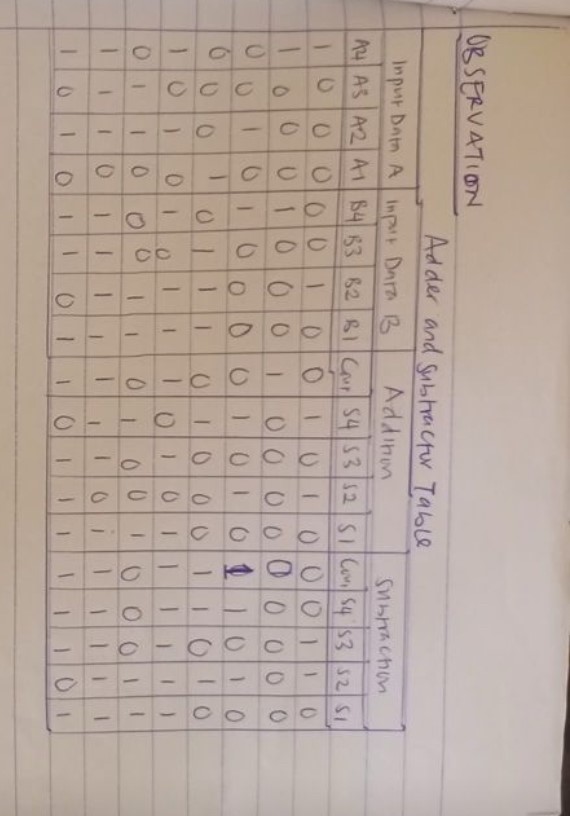 OBSERVATION
Adder and Subtractor Table
Input Data A Input Data B Addition Subtraction
A4 A3 A2 A1 B4 B3 B2 B1 Cout S4 S3 S2 S1 Cout S4 S3 S2 S1
1 0 0 0 0 0 1 0 0 1 0 1 0 0 0 1 1 0
1 0 0 0 1 0 0 0 1 0 0 0 0 0 0 0 0 0
0 0 1 0 1 0 0 0 0 1 0 1 0 1 1 0 1 0
0 0 0 1 0 1 1 1 0 1 0 0 0 1 1 0 1 0
1 0 1 0 1 0 1 1 1 0 1 0 1 1 1 1 1 1
0 1 1 0 0 0 1 1 0 1 0 0 1 0 0 0 1 1
1 1 1 0 1 1 1 1 1 1 1 0 1 1 1 1 1 1
1 0 1 0 1 1 0 1 1 0 1 1 1 1 1 1 0 1